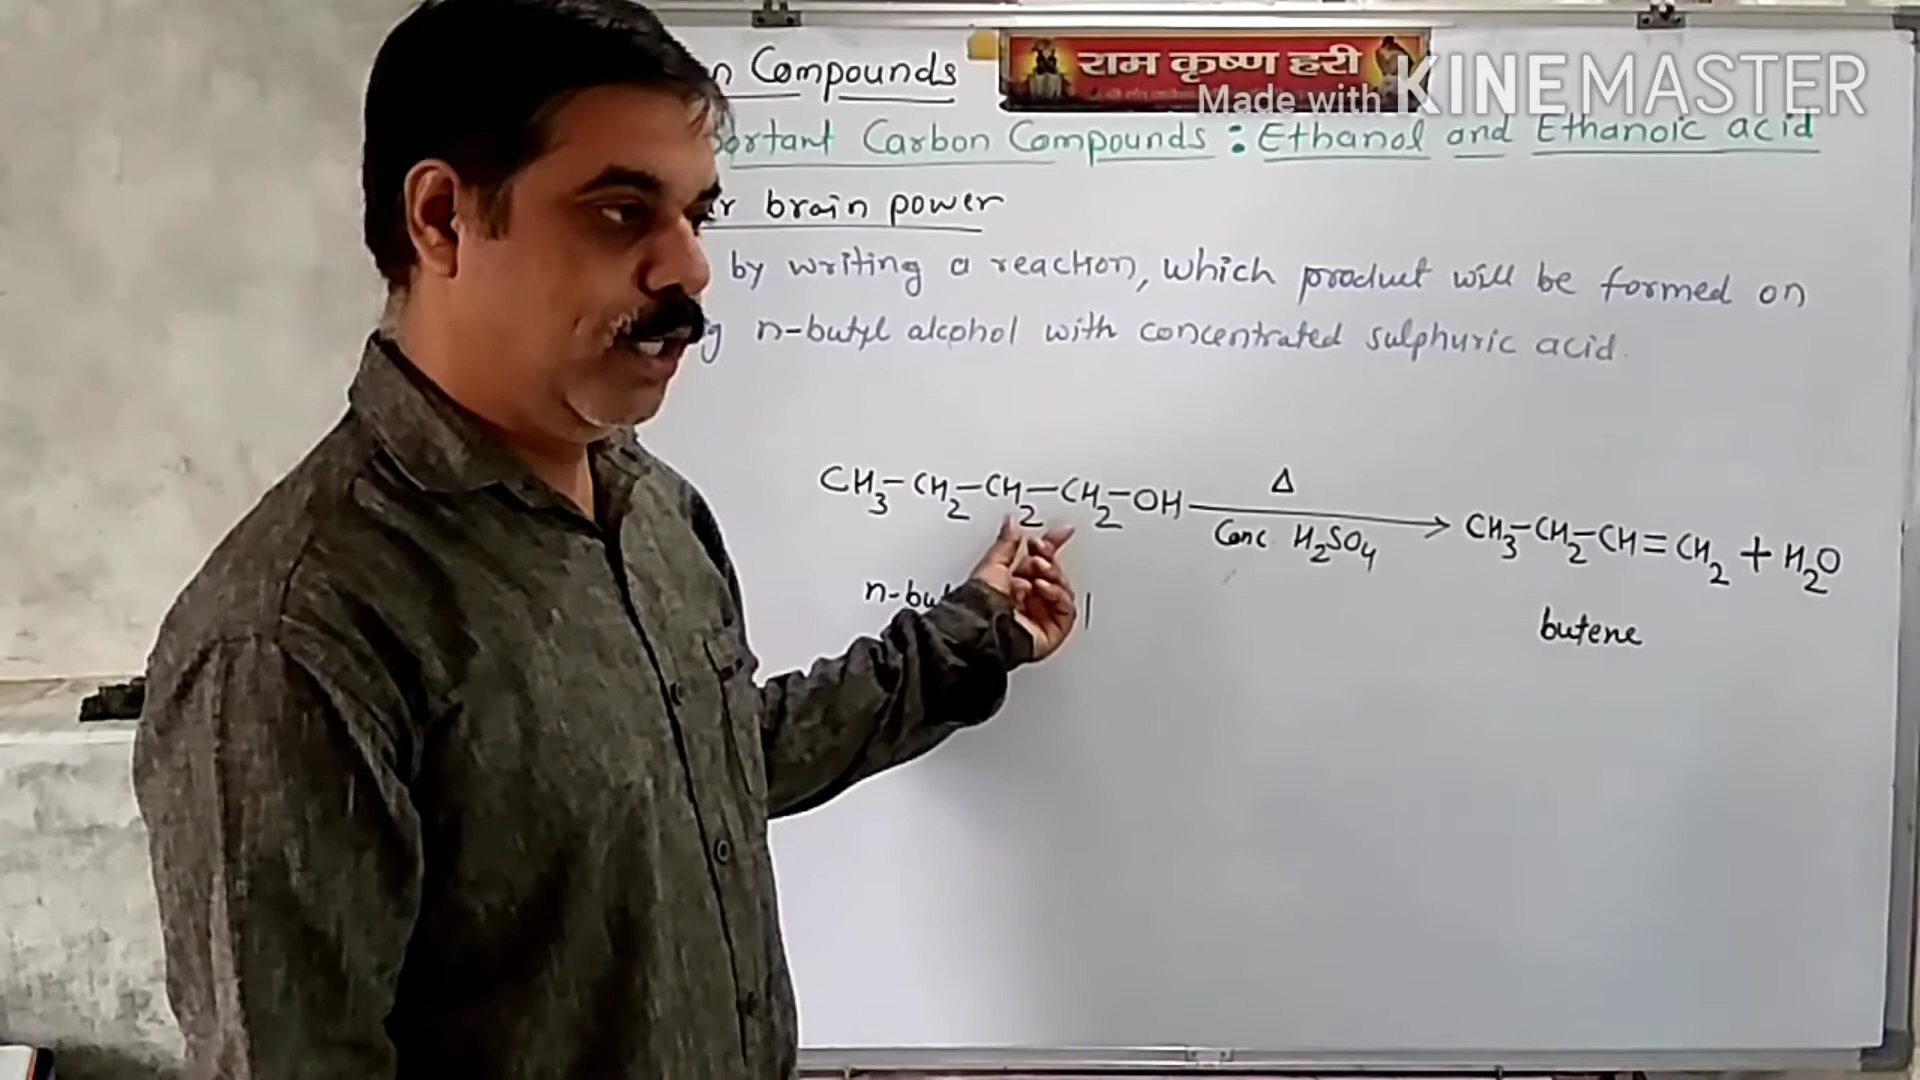 Compounds
राम कृष्ण हरी
Made with KINEMASTER
Carbon Compounds : Ethanol and Ethanoic acid
brain power
by writing a reaction, which product will be formed on
n-butyl alcohol with concentrated sulphuric acid.
CH3-CH2-CH2-CH2-OH —Δ Conc H2SO4→ CH3-CH2-CH=CH2 + H2O
butene